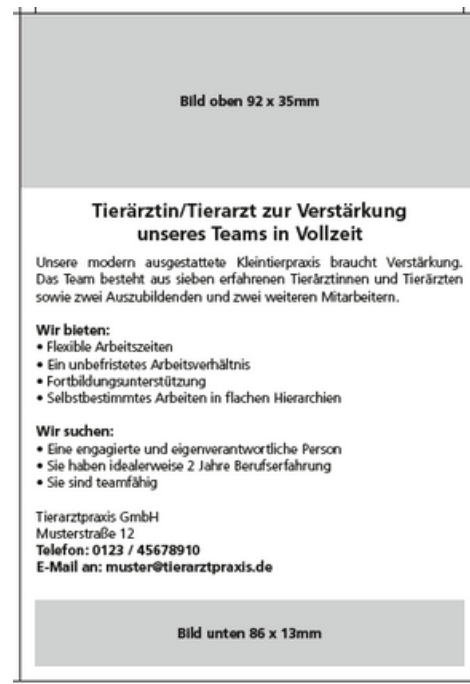 Bild oben 92 x 35mm
Tierärztin/Tierarzt zur Verstärkung
unseres Teams in Vollzeit
Unsere modern ausgestattete Kleintierpraxis braucht Verstärkung.
Das Team besteht aus sieben erfahrenen Tierärztinnen und Tierärzten
sowie zwei Auszubildenden und zwei weiteren Mitarbeitern.
Wir bieten:
• Flexible Arbeitszeiten
• Ein unbefristetes Arbeitsverhältnis
• Fortbildungsunterstützung
• Selbstbestimmtes Arbeiten in flachen Hierarchien
Wir suchen:
• Eine engagierte und eigenverantwortliche Person
• Sie haben idealerweise 2 Jahre Berufserfahrung
• Sie sind teamfähig
Tierarztpraxis GmbH
Musterstraße 12
Telefon: 0123 / 45678910
E-Mail an: muster@tierarztpraxis.de
Bild unten 86 x 13mm